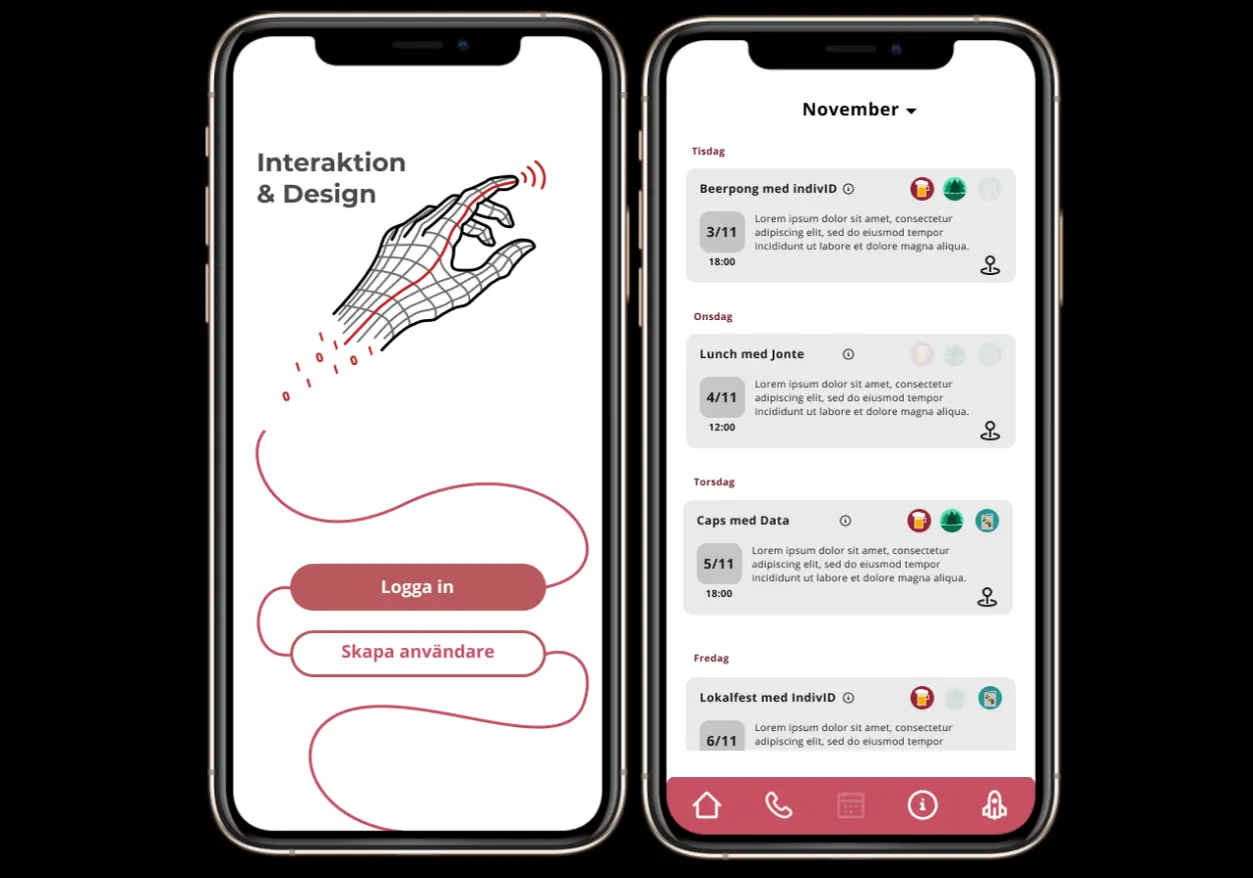 Interaktion
& Design
0
0
0
Logga in
Skapa användare
November
Tisdag
Beerpong med indivID
3/11
18:00
Lorem ipsum dolor sit amet, consectetur
adipiscing elit, sed do eiusmod tempor
incididunt ut labore et dolore magna aliqua.
Onsdag
Lunch med Jonte
4/11
12:00
Lorem ipsum dolor sit amet, consectetur
adipiscing elit, sed do eiusmod tempor
incididunt ut labore et dolore magna aliqua.
Torsdag
Caps med Data
5/11
18:00
Lorem ipsum dolor sit amet, consectetur
adipiscing elit, sed do eiusmod tempor
incididunt ut labore et dolore magna aliqua.
Fredag
Lokalfest med IndivID
6/11
Lorem ipsum dolor sit amet, consectetur
adipiscing elit, sed do eiusmod tempor